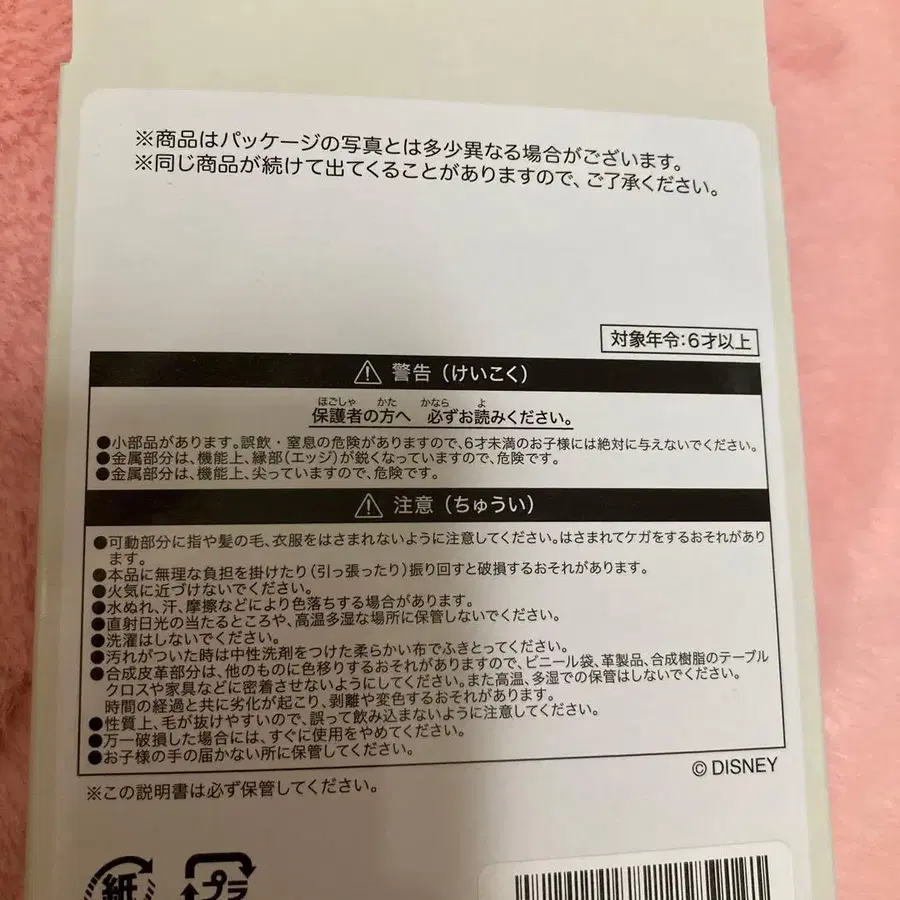 ※商品はパッケージの写真とは多少異なる場合がございます。
※同じ商品が続けて出てくることがありますので、ご了承ください。
対象年令:6才以上
警告(けいこく)
ほごしゃ かた かなら よ
保護者の方へ 必ずお読みください。
●小部品があります。誤飲・窒息の危険がありますので、6才未満のお子様には絶対に与えないでください。
●金属部分は、機能上、縁部(エッジ)が鋭くなっていますので、危険です。
●金属部分は、機能上、尖っていますので、危険です。
注意(ちゅうい)
●可動部分に指や髪の毛、衣服をはさまれないように注意してください。はさまれてケガをするおそれがあり
ます。
●本品に無理な負担を掛けたり(引っ張ったり)振り回すと破損するおそれがあります。
●火気に近づけないでください。
●水ぬれ、汗、摩擦などにより色落ちする場合があります。
●直射日光の当たるところや、高温多湿な場所に保管しないでください。
●洗濯はしないでください。
●汚れがついた時は中性洗剤をつけた柔らかい布でふきとってください。
●合成皮革部分は、他のものに色移りするおそれがありますので、ビニール袋、革製品、合成樹脂のテーブル
クロスや家具などに密着させないようにしてください。また高温、多湿での保管はしないでください。
時間の経過と共に劣化が起こり、剥離や変色するおそれがあります。
●性質上、毛が抜けやすいので、誤って飲み込まないように注意してください。
●万一破損した場合には、すぐに使用をやめてください。
●お子様の手の届かない所に保管してください。
© DISNEY
※この説明書は必ず保管してください。
紙 プラ